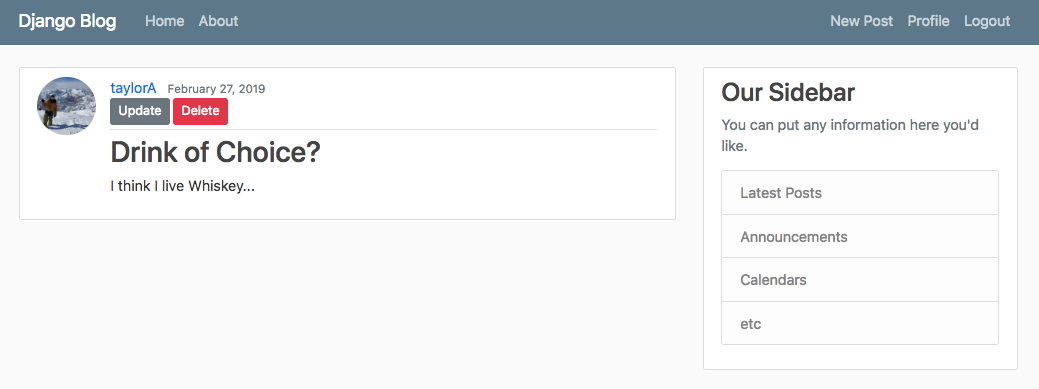 Django Blog Home About New Post Profile Logout
taylorA February 27, 2019
Update Delete
Drink of Choice?
I think I live Whiskey...
Our Sidebar
You can put any information here you'd
like.
Latest Posts
Announcements
Calendars
etc